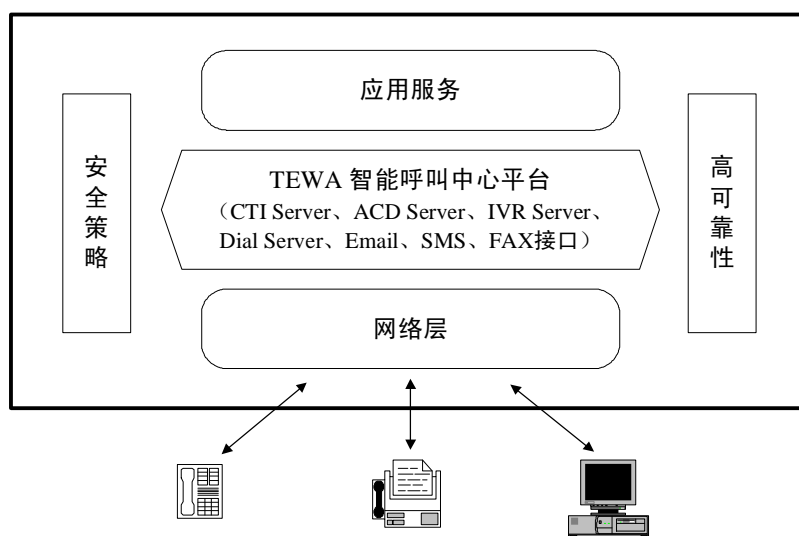 应用服务
安全策略
TEWA 智能呼叫中心平台
（CTI Server、ACD Server、IVR Server、
Dial Server、Email、SMS、FAX接口）
高可靠性
网络层